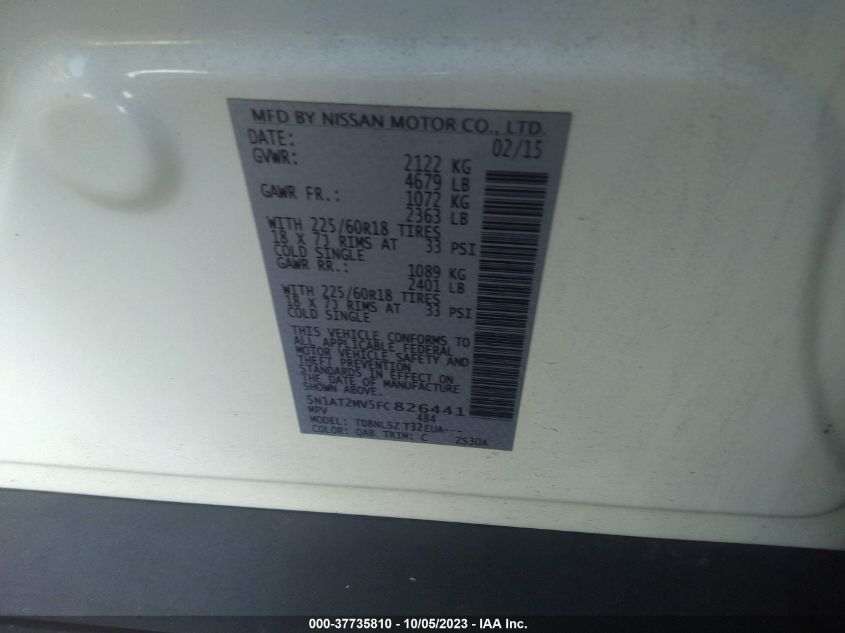 MFD BY NISSAN MOTOR CO., LTD.
DATE: 02/15
GVWR: 2122 KG
4679 LB
GAWR FR.: 1072 KG
2363 LB
WITH 225/60R18 TIRES
18 X 7J RIMS AT 33 PSI
COLD SINGLE
GAWR RR.: 1089 KG
2401 LB
WITH 225/60R18 TIRES
18 X 7J RIMS AT 33 PSI
COLD SINGLE
THIS VEHICLE CONFORMS TO
ALL APPLICABLE FEDERAL
MOTOR VEHICLE SAFETY AND
THEFT PREVENTION
STANDARDS IN EFFECT ON
THE DATE OF MANUFACTURE
SHOWN ABOVE.
5N1AT2MV5FC826441
MPV 484
MODEL: TDBNLSZ T32EUA---
COLOR: QAB TRIM: C 2S30A
000-37735810 - 10/05/2023 - IAA Inc.